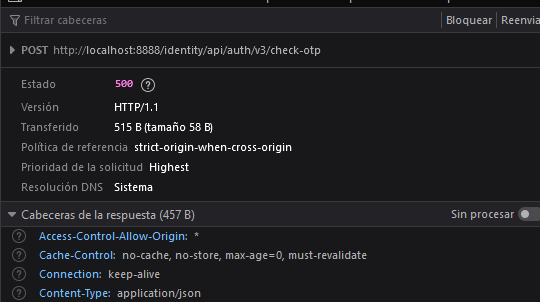 Filtrar cabeceras
Bloquear
Reenvia
POST http://localhost:8888/identity/api/auth/v3/check-otp
Estado 500 ?
Versión HTTP/1.1
Transferido 515 B (tamaño 58 B)
Política de referencia strict-origin-when-cross-origin
Prioridad de la solicitud Highest
Resolución DNS Sistema
Cabeceras de la respuesta (457 B) Sin procesar
? Access-Control-Allow-Origin: *
? Cache-Control: no-cache, no-store, max-age=0, must-revalidate
? Connection: keep-alive
? Content-Type: application/json